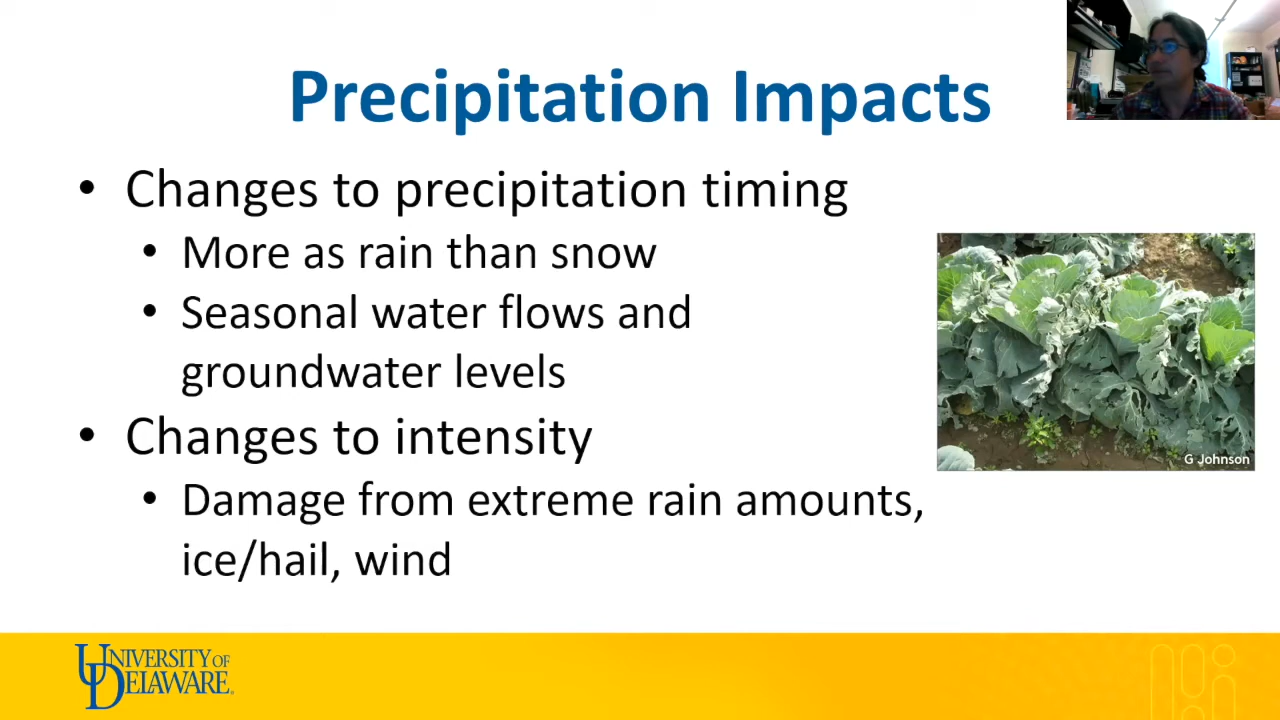 Precipitation Impacts
• Changes to precipitation timing
• More as rain than snow
• Seasonal water flows and
groundwater levels
• Changes to intensity
• Damage from extreme rain amounts,
ice/hail, wind
G Johnson
UNIVERSITY OF
DELAWARE.